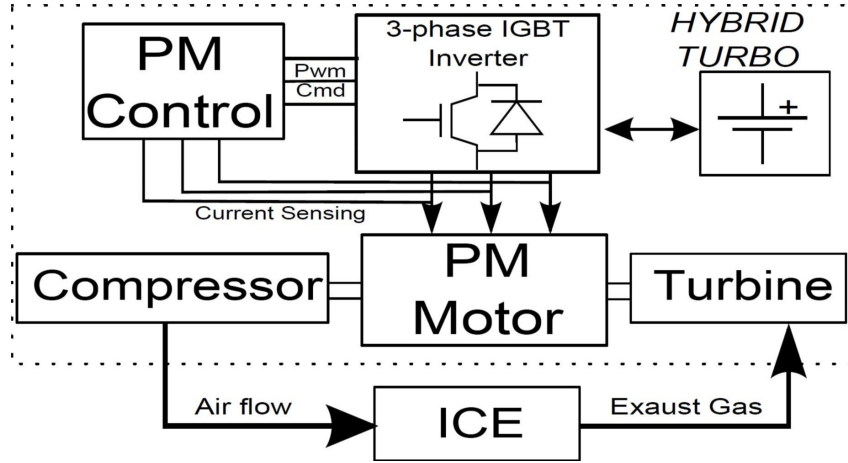 PM
Control
Pwm
Cmd
3-phase IGBT
Inverter
HYBRID
TURBO
+
Current Sensing
Compressor
PM
Motor
Turbine
Air flow
ICE
Exaust Gas